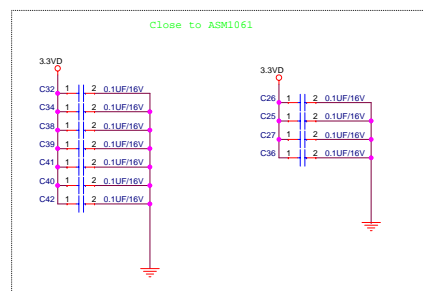 Close to ASM1061
3.3VD
C32 1 2 0.1UF/16V
C34 1 2 0.1UF/16V
C38 1 2 0.1UF/16V
C39 1 2 0.1UF/16V
C41 1 2 0.1UF/16V
C40 1 2 0.1UF/16V
C42 1 2 0.1UF/16V
3.3VD
C26 1 2 0.1UF/16V
C25 1 2 0.1UF/16V
C27 1 2 0.1UF/16V
C36 1 2 0.1UF/16V